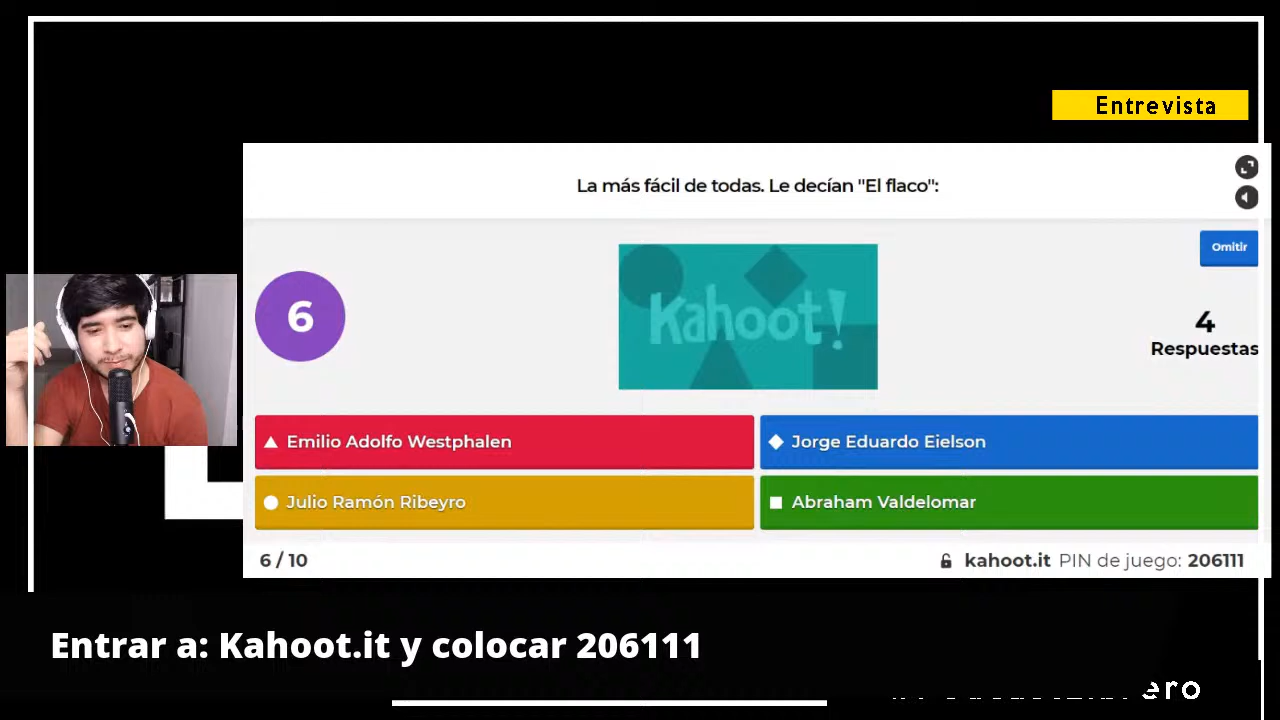 Entrevista
La más fácil de todas. Le decían "El flaco":
Omitir
6
Kahoot!
4
Respuestas
Emilio Adolfo Westphalen
Jorge Eduardo Eielson
Julio Ramón Ribeyro
Abraham Valdelomar
6 / 10
kahoot.it PIN de juego: 206111
Entrar a: Kahoot.it y colocar 206111